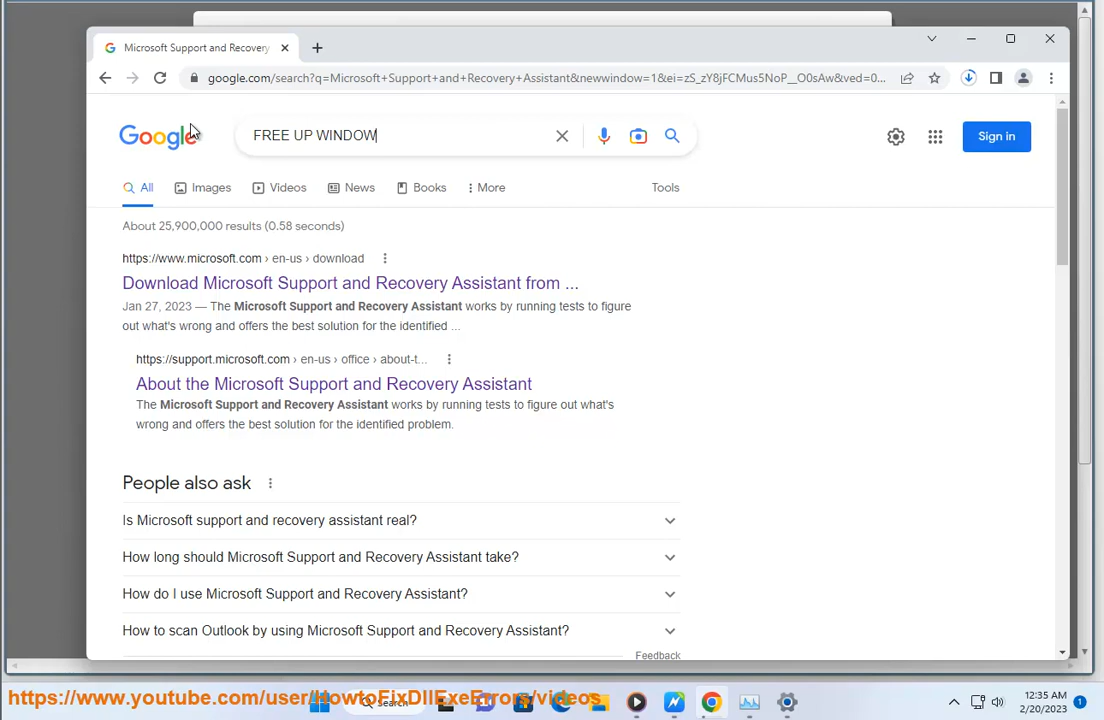 Microsoft Support and Recovery
google.com/search?q=Microsoft+Support+and+Recovery+Assistant&newwindow=1&ei=zS_zY8jFCMus5NoP__O0sAw&ved=0...
Google
FREE UP WINDOW
Sign in
All
Images
Videos
News
Books
More
Tools
About 25,900,000 results (0.58 seconds)
https://www.microsoft.com › en-us › download
Download Microsoft Support and Recovery Assistant from ...
Jan 27, 2023 — The Microsoft Support and Recovery Assistant works by running tests to figure
out what's wrong and offers the best solution for the identified ...
https://support.microsoft.com › en-us › office › about-t...
About the Microsoft Support and Recovery Assistant
The Microsoft Support and Recovery Assistant works by running tests to figure out what's
wrong and offers the best solution for the identified problem.
People also ask
Is Microsoft support and recovery assistant real?
How long should Microsoft Support and Recovery Assistant take?
How do I use Microsoft Support and Recovery Assistant?
How to scan Outlook by using Microsoft Support and Recovery Assistant?
Feedback
https://www.youtube.com/user/HowtoFixDllExeErrors/videos
Search
12:35 AM
2/20/2023
1